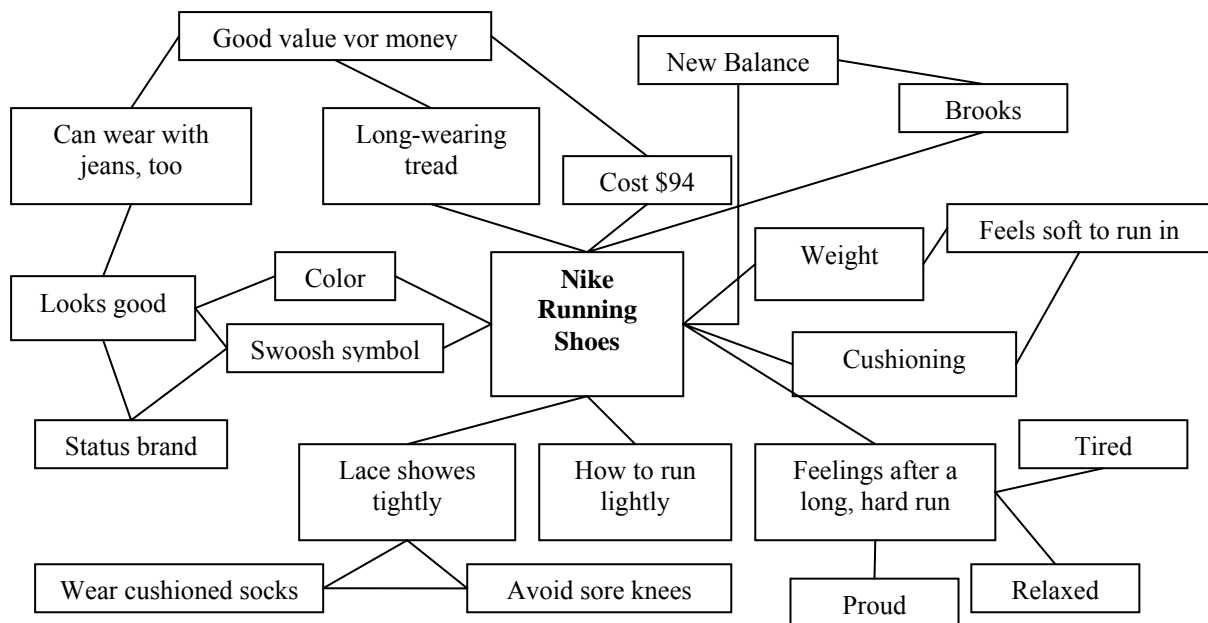 Good value vor money
New Balance
Brooks
Can wear with
jeans, too
Long-wearing
tread
Cost $94
Weight
Feels soft to run in
Color
Looks good
Nike
Running
Shoes
Swoosh symbol
Cushioning
Status brand
Lace showes
tightly
How to run
lightly
Feelings after a
long, hard run
Tired
Wear cushioned socks
Avoid sore knees
Proud
Relaxed